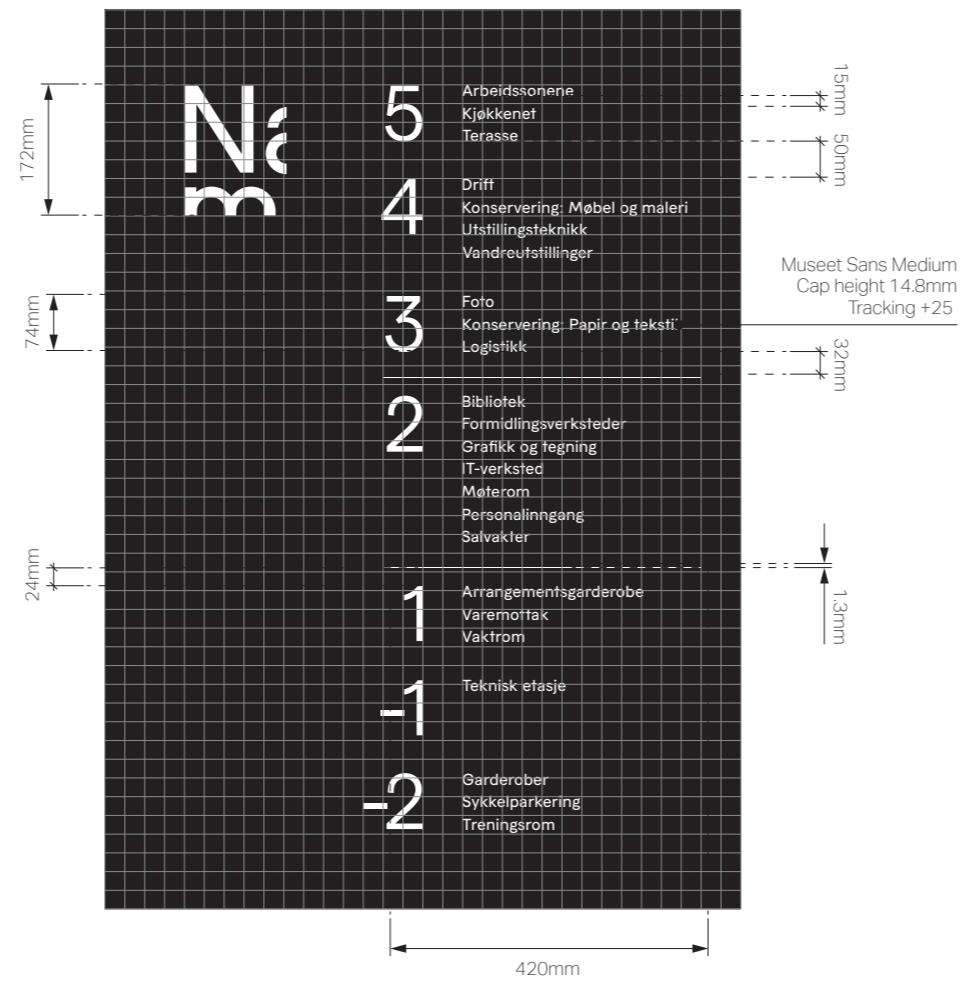 Na
m
5
Arbeidssonene
Kjøkkenet
Terasse
4
Drift
Konservering: Møbel og maleri
Utstillingsteknikk
Vandreutstillinger
3
Foto
Konservering: Papir og tekstil
Logistikk
2
Bibliotek
Formidlingsverksteder
Grafikk og tegning
IT-verksted
Møterom
Personalinngang
Salvakter
1
Arrangementsgarderobe
Varemottak
Vaktrom
-1
Teknisk etasje
-2
Garderober
Sykkelparkering
Treningsrom
172mm
74mm
24mm
15mm
50mm
Museet Sans Medium
Cap height 14.8mm
Tracking +25
32mm
1.3mm
420mm